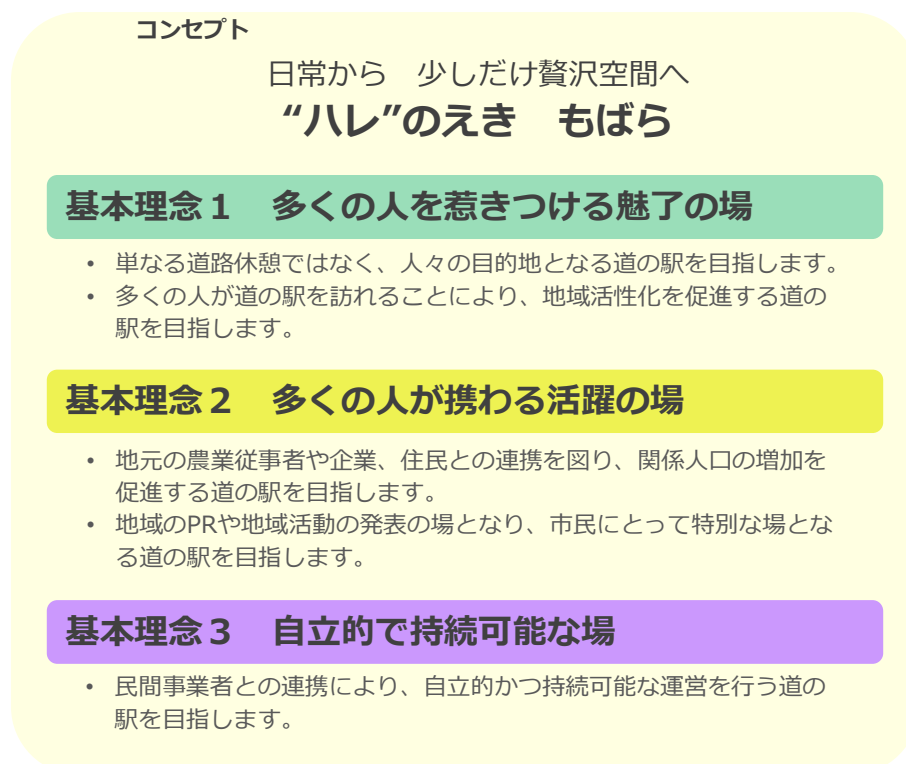 コンセプト
日常から　少しだけ贅沢空間へ
“ハレ”のえき　もばら
基本理念１　多くの人を惹きつける魅了の場
• 単なる道路休憩ではなく、人々の目的地となる道の駅を目指します。
• 多くの人が道の駅を訪れることにより、地域活性化を促進する道の
駅を目指します。
基本理念２　多くの人が携わる活躍の場
• 地元の農業従事者や企業、住民との連携を図り、関係人口の増加を
促進する道の駅を目指します。
• 地域のPRや地域活動の発表の場となり、市民にとって特別な場とな
る道の駅を目指します。
基本理念３　自立的で持続可能な場
• 民間事業者との連携により、自立的かつ持続可能な運営を行う道の
駅を目指します。